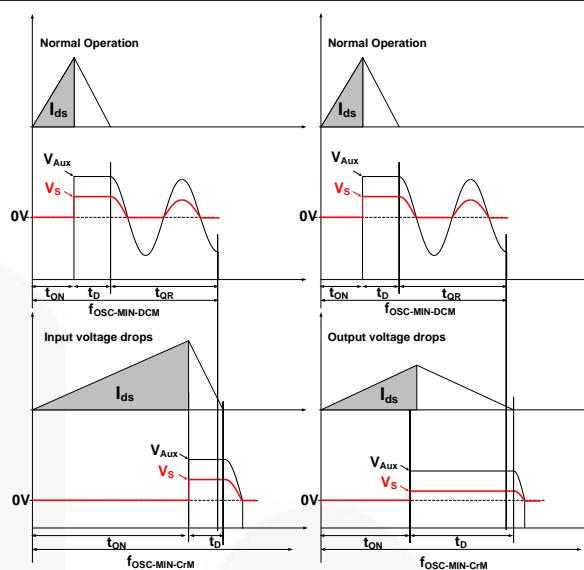 Normal Operation
Ids
VAux
VS
0V
tON tD tQR
fOSC-MIN-DCM
Normal Operation
Ids
VAux
VS
0V
tON tD tQR
fOSC-MIN-DCM
Input voltage drops
Ids
VAux
VS
0V
tON tD
fOSC-MIN-CrM
Output voltage drops
Ids
VAux
VS
0V
tON tD
fOSC-MIN-CrM